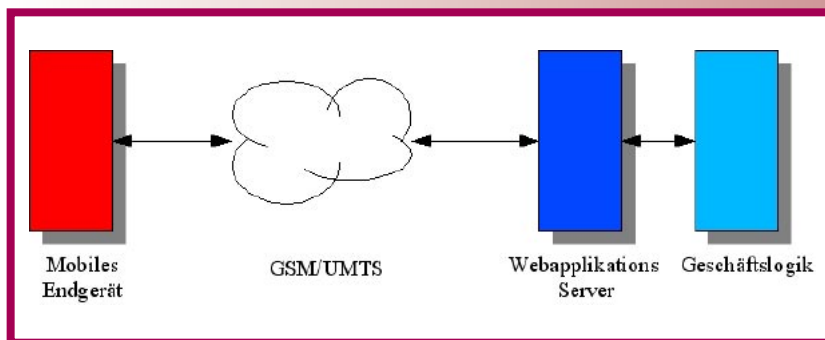 Mobiles
Endgerät
GSM/UMTS
Webapplikations
Server
Geschäftslogik